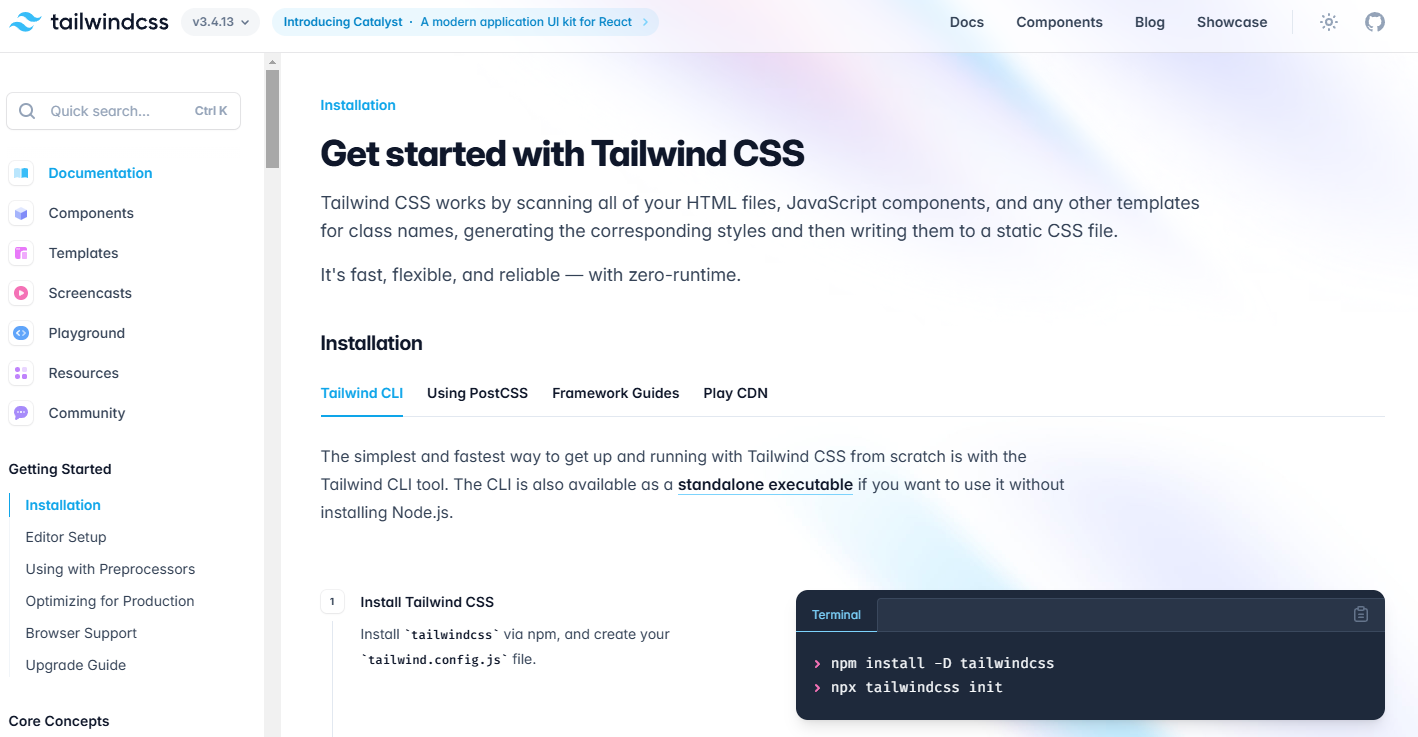 tailwindcss
v3.4.13
Introducing Catalyst · A modern application UI kit for React
Docs
Components
Blog
Showcase
Quick search...
Ctrl K
Documentation
Components
Templates
Screencasts
Playground
Resources
Community
Getting Started
Installation
Editor Setup
Using with Preprocessors
Optimizing for Production
Browser Support
Upgrade Guide
Core Concepts
Installation
Get started with Tailwind CSS
Tailwind CSS works by scanning all of your HTML files, JavaScript components, and any other templates
for class names, generating the corresponding styles and then writing them to a static CSS file.
It's fast, flexible, and reliable — with zero-runtime.
Installation
Tailwind CLI
Using PostCSS
Framework Guides
Play CDN
The simplest and fastest way to get up and running with Tailwind CSS from scratch is with the
Tailwind CLI tool. The CLI is also available as a standalone executable if you want to use it without
installing Node.js.
1
Install Tailwind CSS
Install `tailwindcss` via npm, and create your
`tailwind.config.js` file.
Terminal
› npm install -D tailwindcss
› npx tailwindcss init